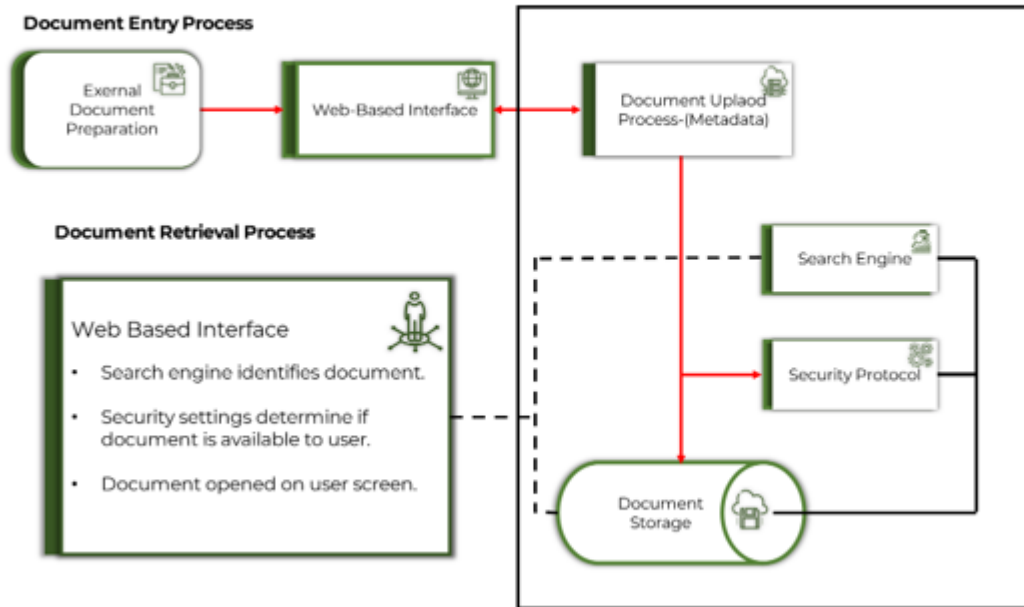 Document Entry Process
Exernal
Document
Preparation
Web-Based Interface
Document Uplaod
Process-(Metadata)
Document Retrieval Process
Search Engine
Web Based Interface
• Search engine identifies document.
• Security settings determine if
document is available to user.
• Document opened on user screen.
Security Protocol
Document
Storage